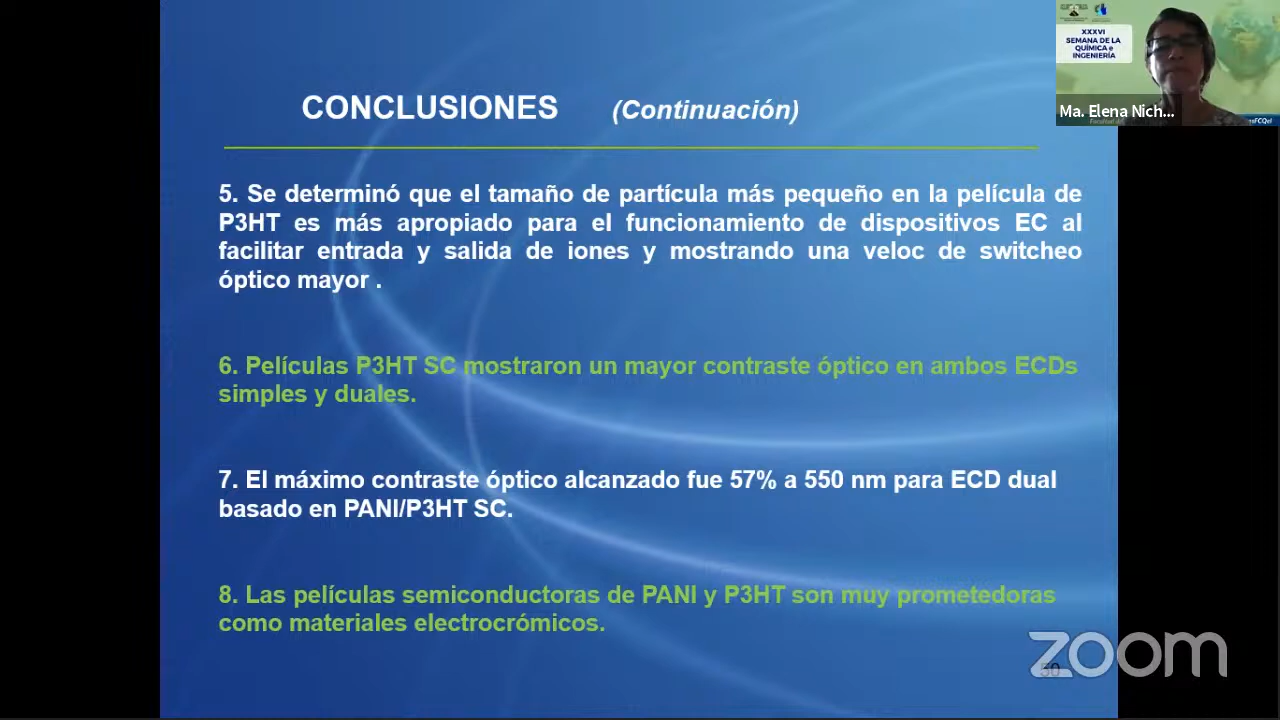 XXXVI
SEMANA DE LA
QUÍMICA e
INGENIERÍA
Ma. Elena Nich...
CONCLUSIONES (Continuación)
5. Se determinó que el tamaño de partícula más pequeño en la película de
P3HT es más apropiado para el funcionamiento de dispositivos EC al
facilitar entrada y salida de iones y mostrando una veloc de switcheo
óptico mayor .
6. Películas P3HT SC mostraron un mayor contraste óptico en ambos ECDs
simples y duales.
7. El máximo contraste óptico alcanzado fue 57% a 550 nm para ECD dual
basado en PANI/P3HT SC.
8. Las películas semiconductoras de PANI y P3HT son muy prometedoras
como materiales electrocrómicos.
zoom
50